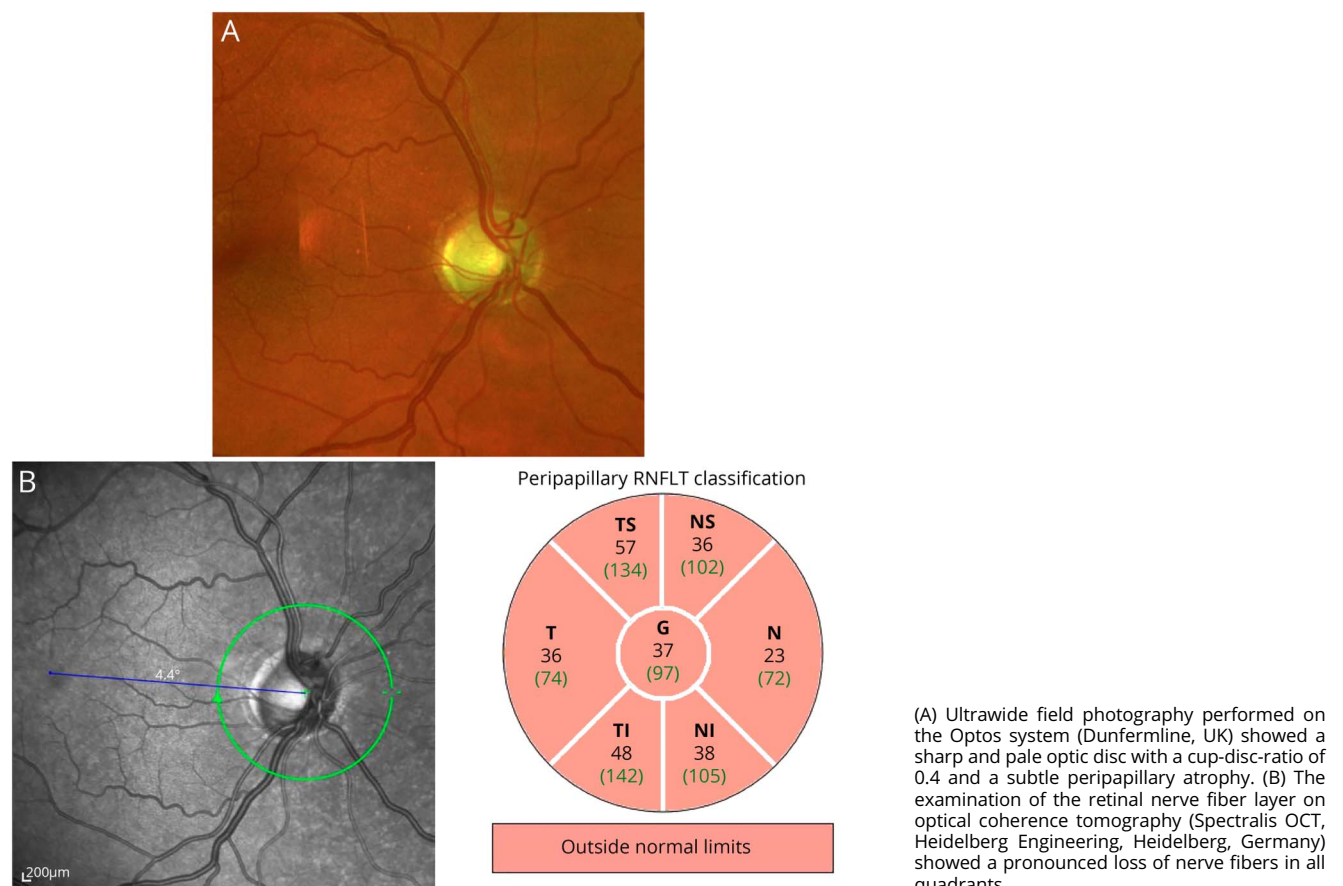 A
B
4.4°
200µm
Peripapillary RNFLT classification
TS
57
(134)
NS
36
(102)
T
36
(74)
G
37
(97)
N
23
(72)
TI
48
(142)
NI
38
(105)
Outside normal limits
(A) Ultrawide field photography performed on
the Optos system (Dunfermline, UK) showed a
sharp and pale optic disc with a cup-disc-ratio of
0.4 and a subtle peripapillary atrophy. (B) The
examination of the retinal nerve fiber layer on
optical coherence tomography (Spectralis OCT,
Heidelberg Engineering, Heidelberg, Germany)
showed a pronounced loss of nerve fibers in all
quadrants